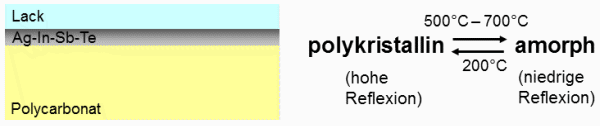 Lack
Ag-In-Sb-Te
Polycarbonat
500°C – 700°C
polykristallin
amorph
200°C
(hohe
Reflexion)
(niedrige
Reflexion)